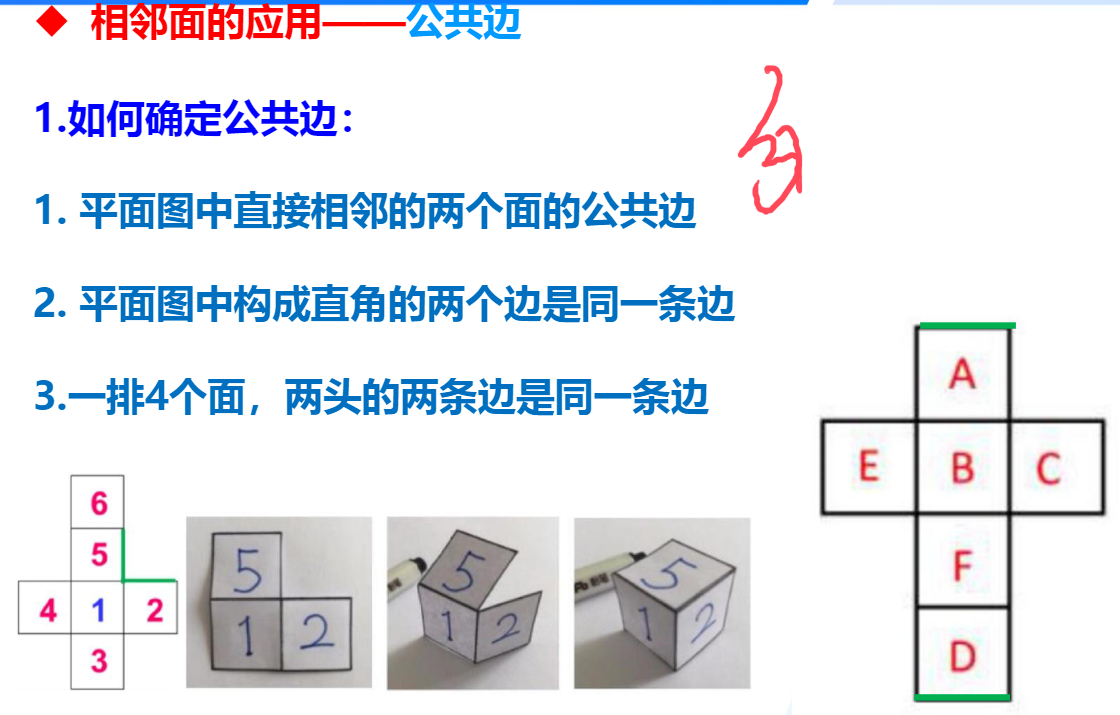 ◆ 相邻面的应用——公共边
1.如何确定公共边：
1. 平面图中直接相邻的两个面的公共边
2. 平面图中构成直角的两个边是同一条边
3.一排4个面，两头的两条边是同一条边
6
5
4 1 2
3
5
1 2
5
1 2
5
1 2
A
E B C
F
D